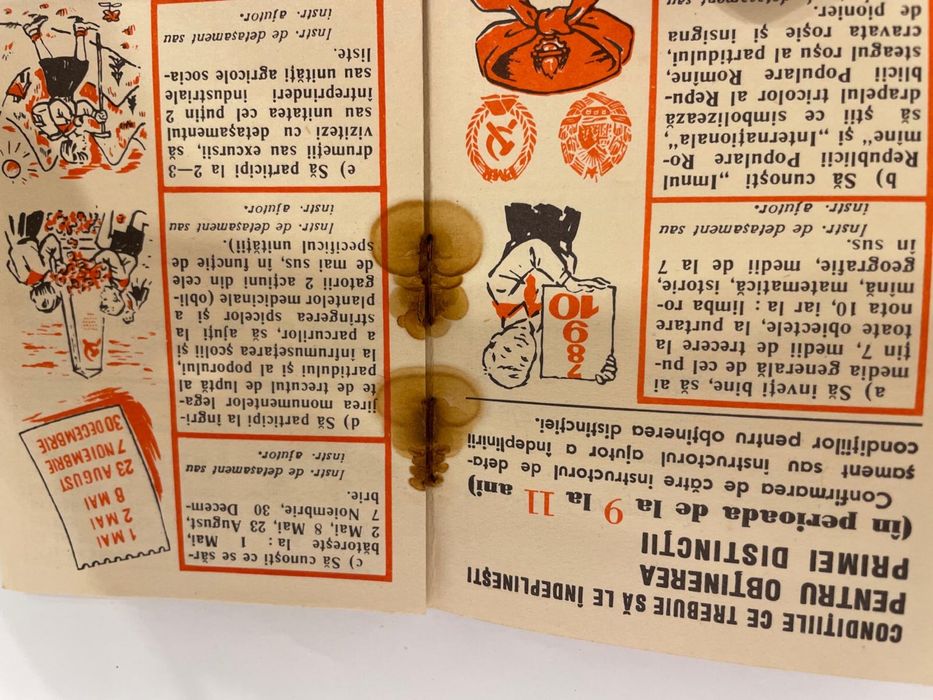 CONDIȚIILE CE TREBUIE SĂ LE ÎNDEPLINEȘTI
PENTRU OBȚINEREA
PRIMEI DISTINCȚII
(în perioada de la 9 la 11 ani)
Confirmarea de către instructorul de deta-
șament sau instructorul ajutor a îndeplinirii
condițiilor pentru obținerea distincției.
a) Să înveți bine, să ai
media generală de cel pu-
țin 7, medii de trecere la
toate obiectele, la purtare
nota 10, iar la : limba ro-
mînă, matematică, istorie,
geografie, medii de la 7
în sus.
Instr. de detașament sau
instr. ajutor.
7 8
9
10
b) Să cunoști „Imnul
Republicii Populare Ro-
mîne" și „Internaționala",
să știi ce simbolizează
drapelul tricolor al Repu-
blicii Populare Romîne,
steagul roșu al partidului,
cravata roșie și insigna
de pionier.
PMR
c) Să cunoști ce se săr-
bătorește la : 1 Mai,
2 Mai, 8 Mai, 23 August,
7 Noiembrie, 30 Decem-
brie.
Instr. de detașament sau
instr. ajutor.
1 MAI
2 MAI
8 MAI
23 AUGUST
7 NOIEMBRIE
30 DECEMBRIE
d) Să participi la îngri-
jirea monumentelor lega-
te de trecutul de luptă al
partidului și al poporului,
la înfrumusețarea școlii și
a parcurilor, să ajuți la
strîngerea spicelor și a
plantelor medicinale (obli-
gatorii 2 acțiuni din cele
de mai sus, în funcție de
specificul unității).
Instr. de detașament sau
instr. ajutor.
e) Să participi la 2—3
drumeții sau excursii, să
vizitezi cu detașamentul
sau unitatea cel puțin 2
întreprinderi industriale
sau unități agricole socia-
liste.
Instr. de detașament sau
instr. ajutor.